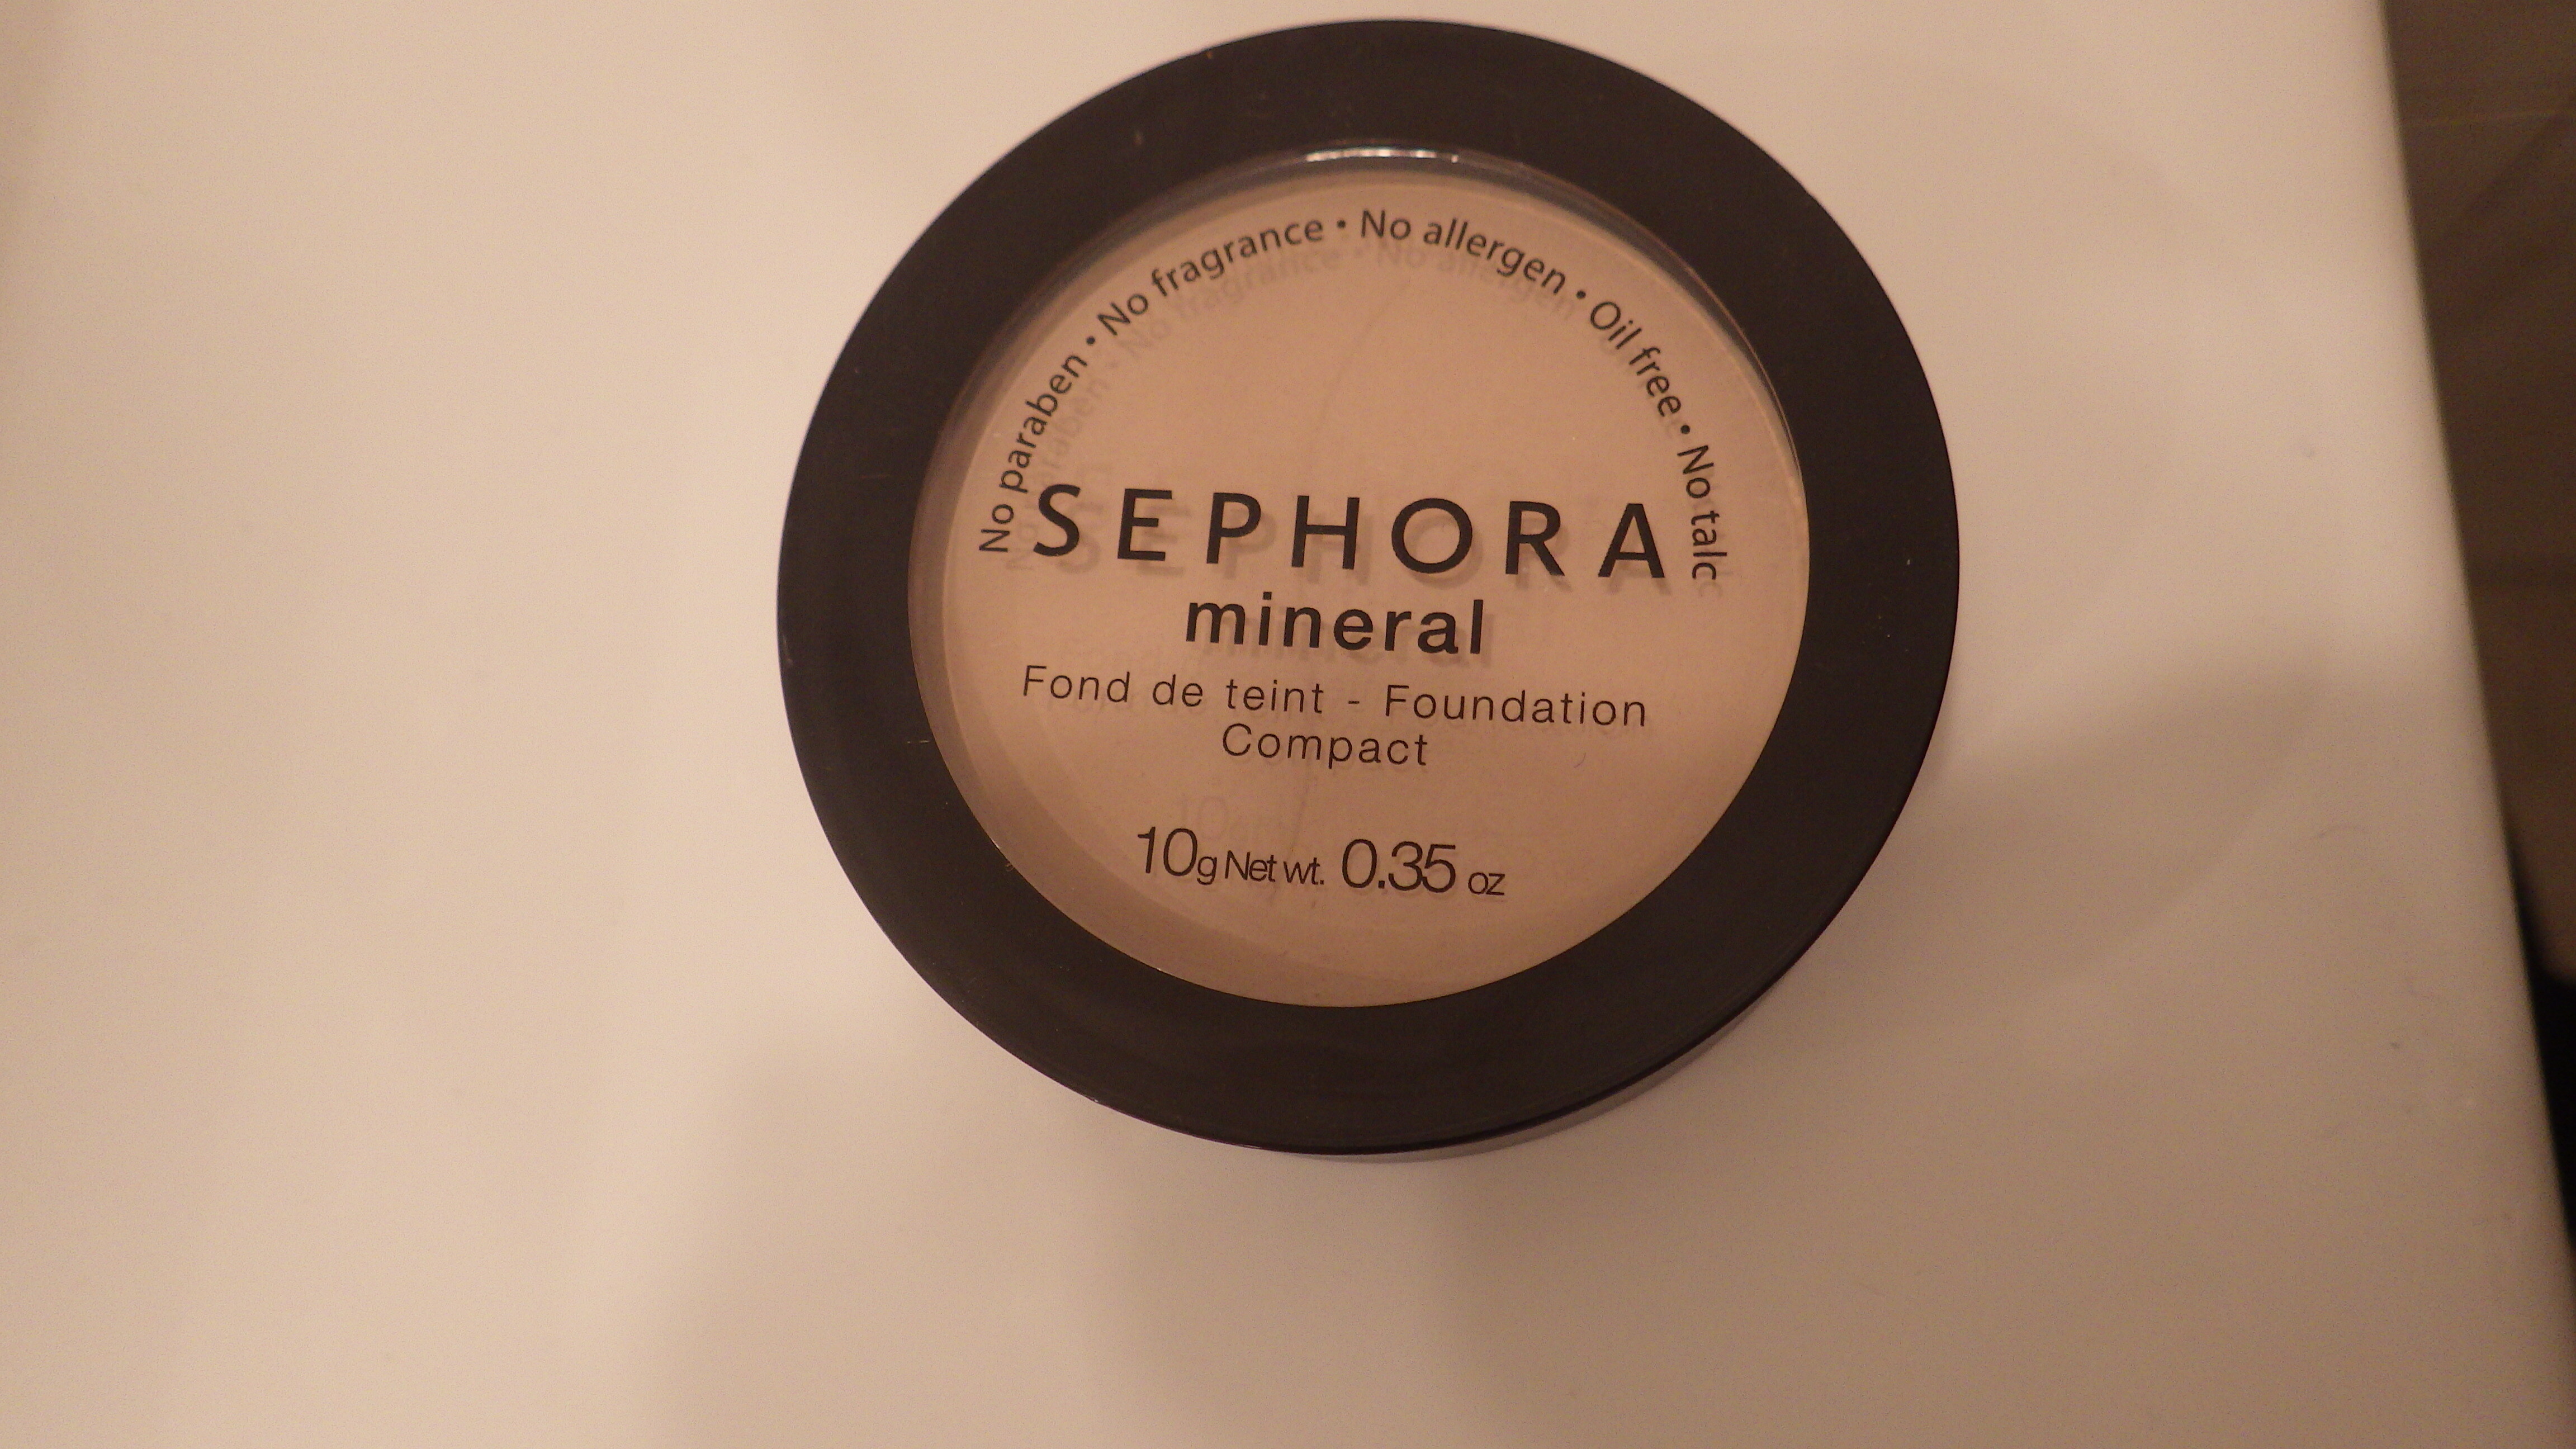 No paraben • No fragrance • No allergen • Oil free • No talc
SEPHORA
mineral
Fond de teint - Foundation
Compact
10g Net wt. 0.35 oz